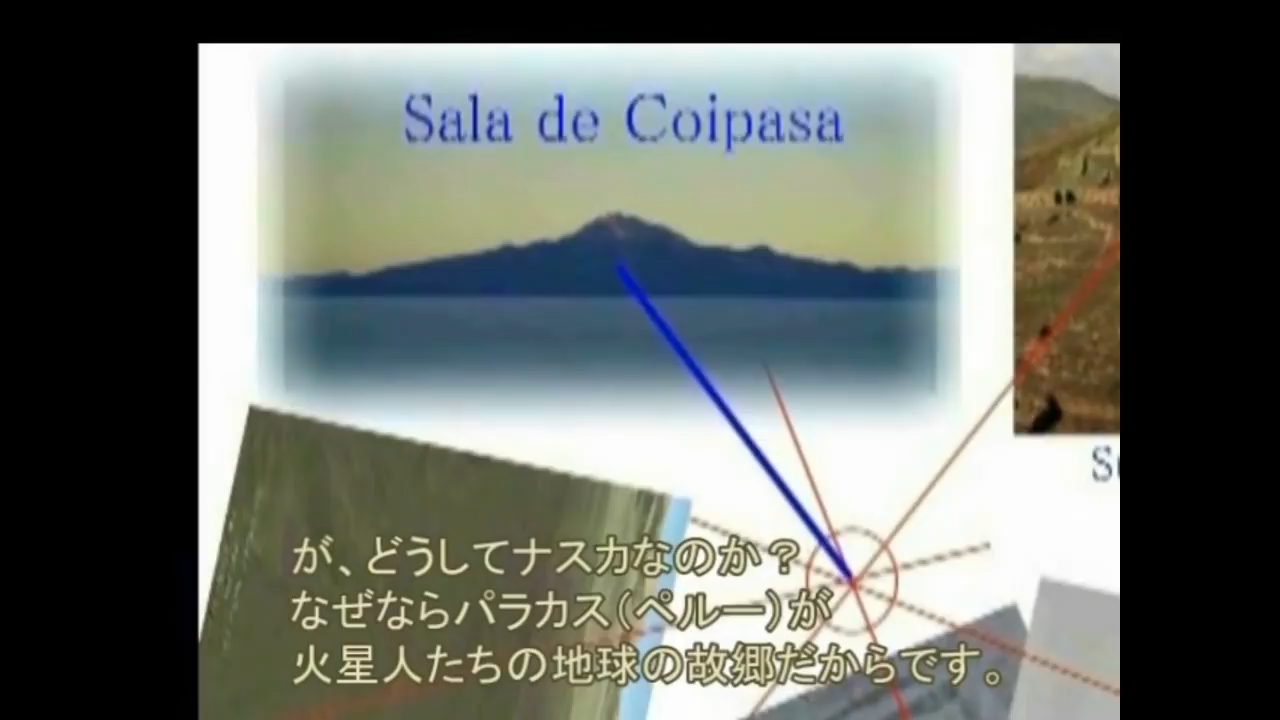 Sala de Coipasa
が、どうしてナスカなのか？
なぜならパラカス（ペルー）が
火星人たちの地球の故郷だからです。